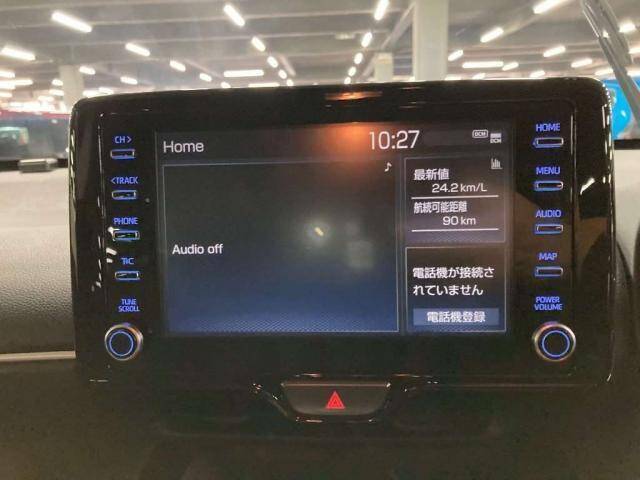 CH >
< TRACK
PHONE
T|C
TUNE
SCROLL
Home
10:27
DCM
DCM
Audio off
最新値
24.2 km/L
航続可能距離
90 km
電話機が接続さ
れていません
電話機登録
HOME
MENU
AUDIO
MAP
POWER
VOLUME